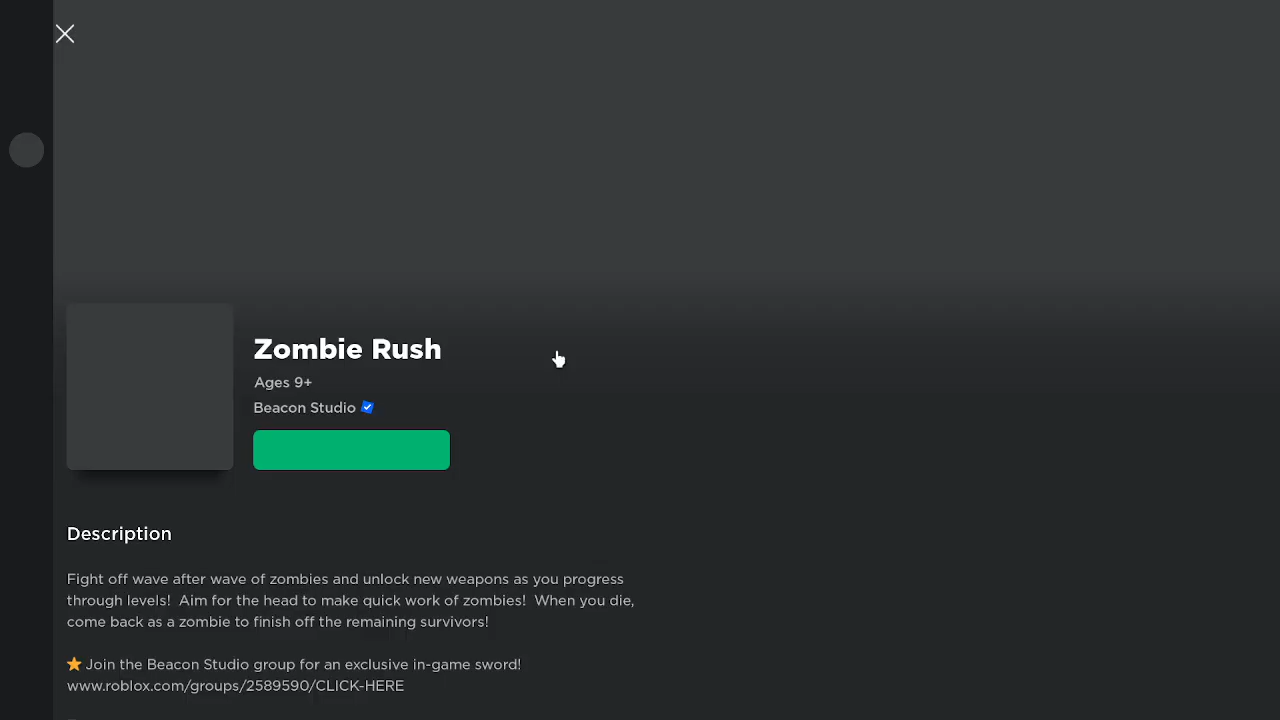 Zombie Rush
Ages 9+
Beacon Studio
Description
Fight off wave after wave of zombies and unlock new weapons as you progress
through levels!  Aim for the head to make quick work of zombies!  When you die,
come back as a zombie to finish off the remaining survivors!
⭐ Join the Beacon Studio group for an exclusive in-game sword!
www.roblox.com/groups/2589590/CLICK-HERE